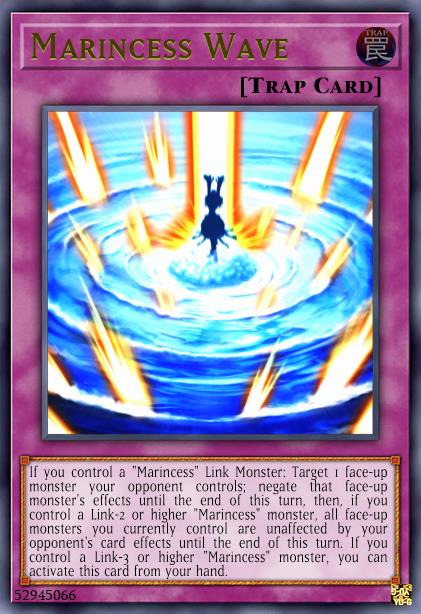 Marincess Wave
TRAP
罠
[Trap Card]
If you control a "Marincess" Link Monster: Target 1 face-up
monster your opponent controls; negate that face-up
monster's effects until the end of this turn, then, if you
control a Link-2 or higher "Marincess" monster, all face-up
monsters you currently control are unaffected by your
opponent's card effects until the end of this turn. If you
control a Link-3 or higher "Marincess" monster, you can
activate this card from your hand.
52945066